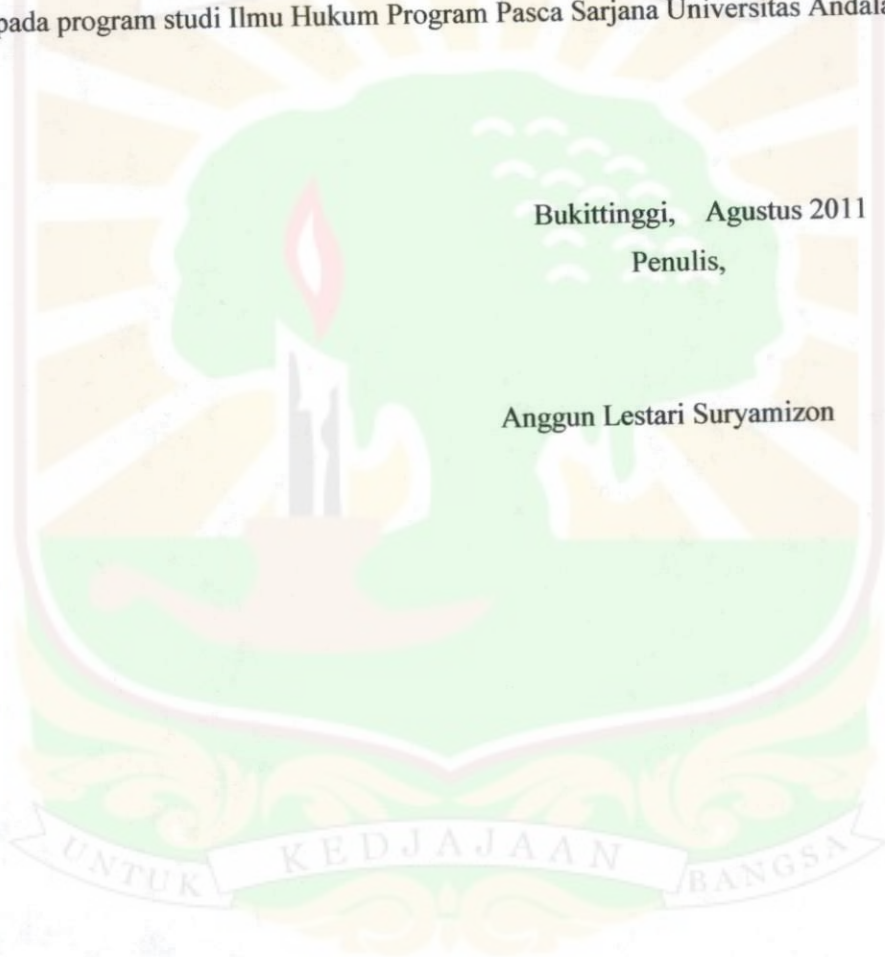 pada program studi Ilmu Hukum Program Pasca Sarjana Universitas
Bukittinggi, Agustus 2011
Penulis,
Anggun Lestari Suryamizon
UNTUK KEDJAJAAN BANGSA